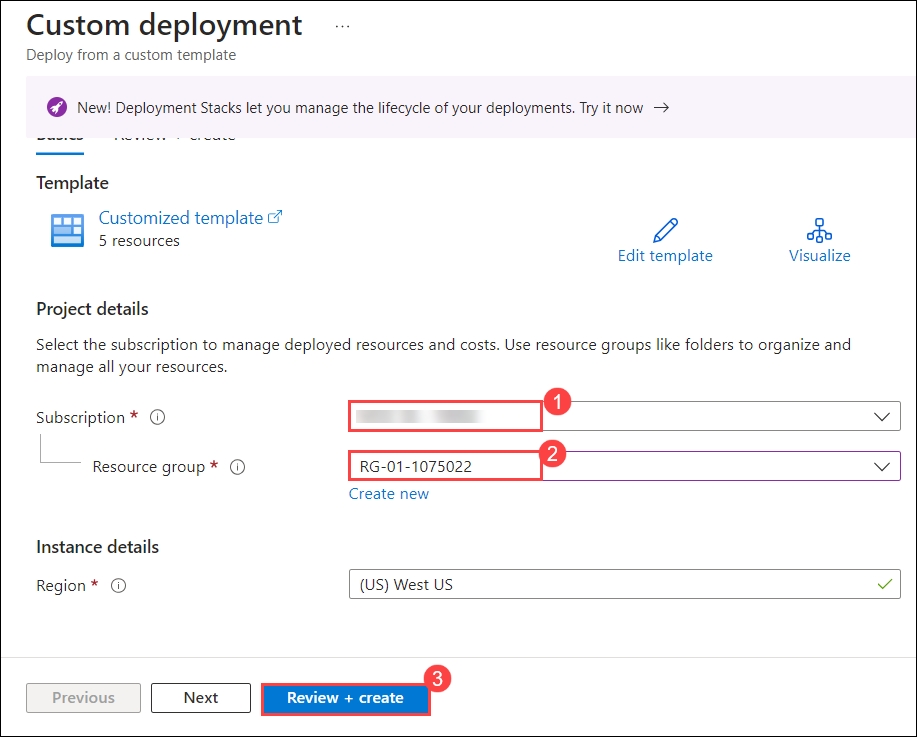 Custom deployment ...
Deploy from a custom template
New! Deployment Stacks let you manage the lifecycle of your deployments. Try it now →
Basics Review + create
Template
Customized template
5 resources
Edit template
Visualize
Project details
Select the subscription to manage deployed resources and costs. Use resource groups like folders to organize and
manage all your resources.
Subscription *
1
Resource group *
RG-01-1075022
2
Create new
Instance details
Region *
(US) West US
Previous
Next
Review + create
3